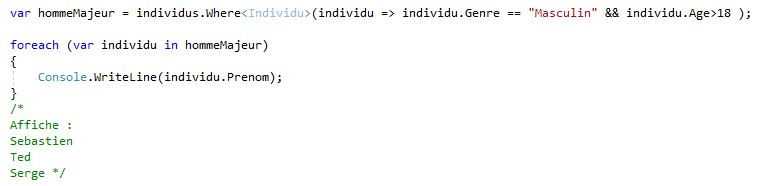 var hommeMajeur = individus.Where<Individu>(individu => individu.Genre == "Masculin" && individu.Age>18 );
foreach (var individu in hommeMajeur)
{
Console.WriteLine(individu.Prenom);
}
/*
Affiche :
Sebastien
Ted
Serge */